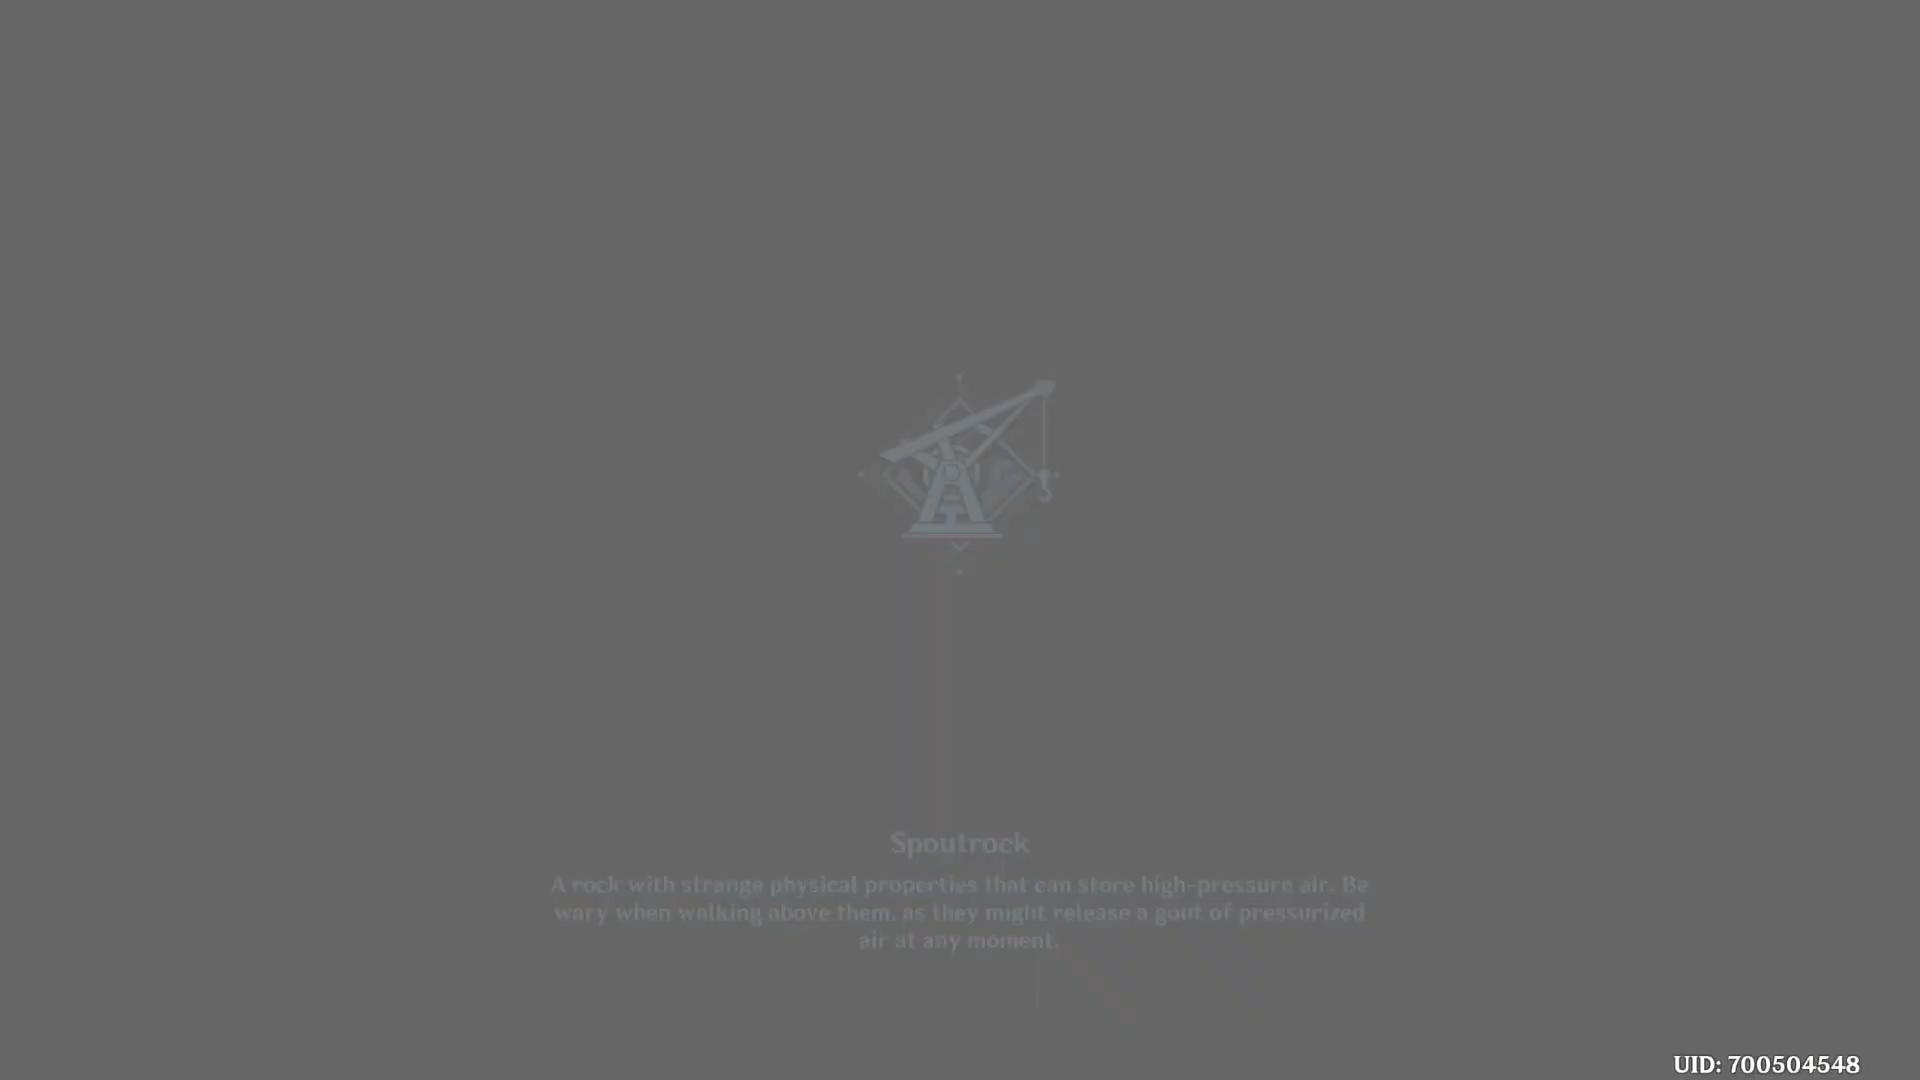 Spoutrock
A rock with strange physical properties that can store high-pressure air. Be
wary when walking above them, as they might release a gout of pressurized
air at any moment.
UID: 700504548